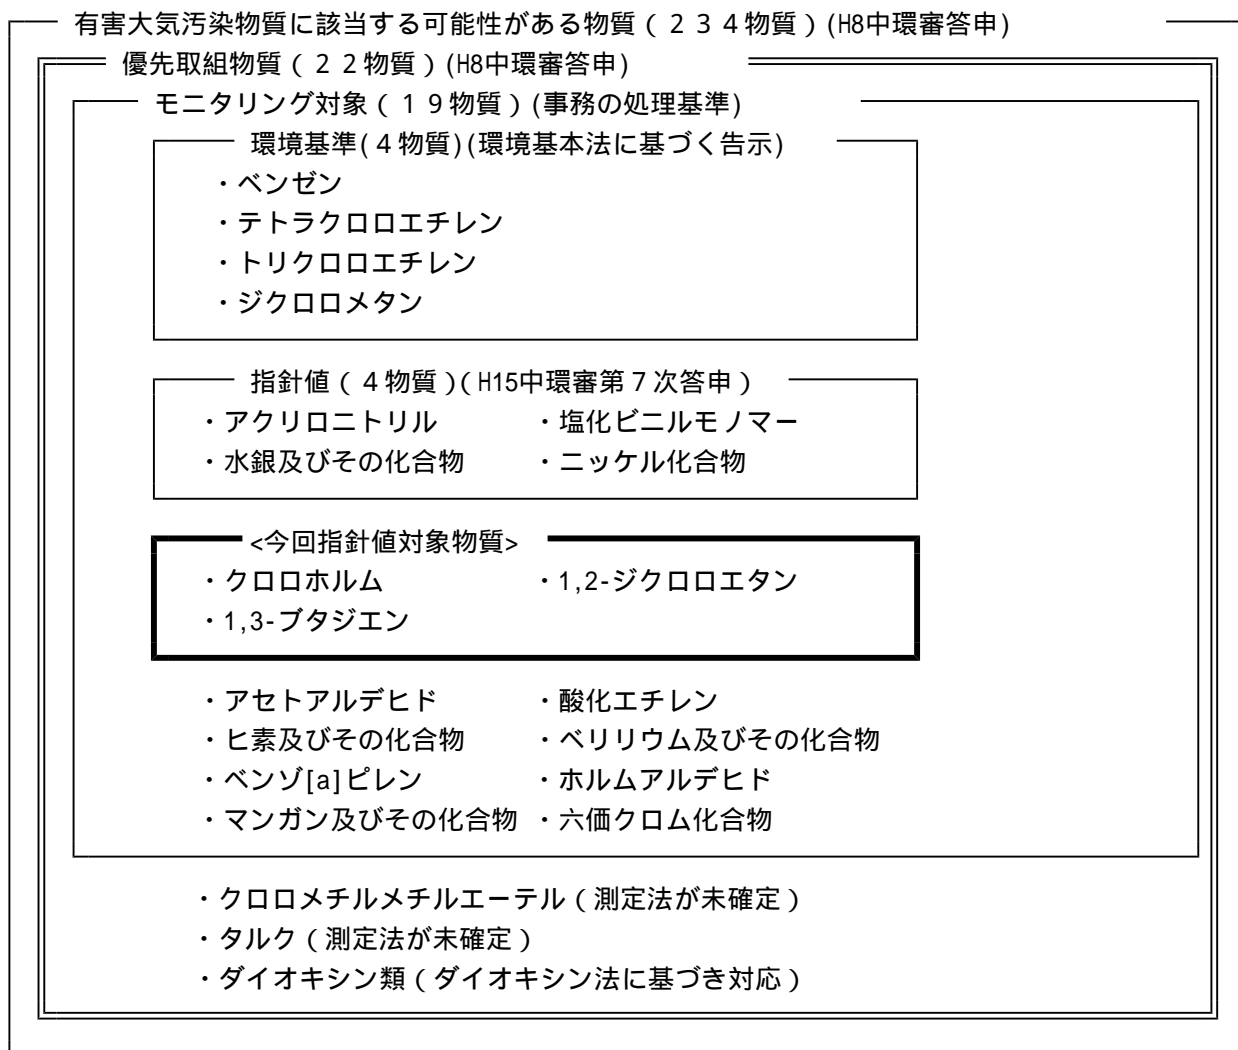 有害大気汚染物質に該当する可能性がある物質（２３４物質）(H8中環審答申)
優先取組物質（２２物質）(H8中環審答申)
モニタリング対象（１９物質）(事務の処理基準)
環境基準(４物質)(環境基本法に基づく告示)
・ベンゼン
・テトラクロロエチレン
・トリクロロエチレン
・ジクロロメタン
指針値（４物質）（H15中環審第７次答申）
・アクリロニトリル ・塩化ビニルモノマー
・水銀及びその化合物 ・ニッケル化合物
<今回指針値対象物質>
・クロロホルム ・1,2-ジクロロエタン
・1,3-ブタジエン
・アセトアルデヒド ・酸化エチレン
・ヒ素及びその化合物 ・ベリリウム及びその化合物
・ベンゾ[a]ピレン ・ホルムアルデヒド
・マンガン及びその化合物 ・六価クロム化合物
・クロロメチルメチルエーテル（測定法が未確定）
・タルク（測定法が未確定）
・ダイオキシン類（ダイオキシン法に基づき対応）